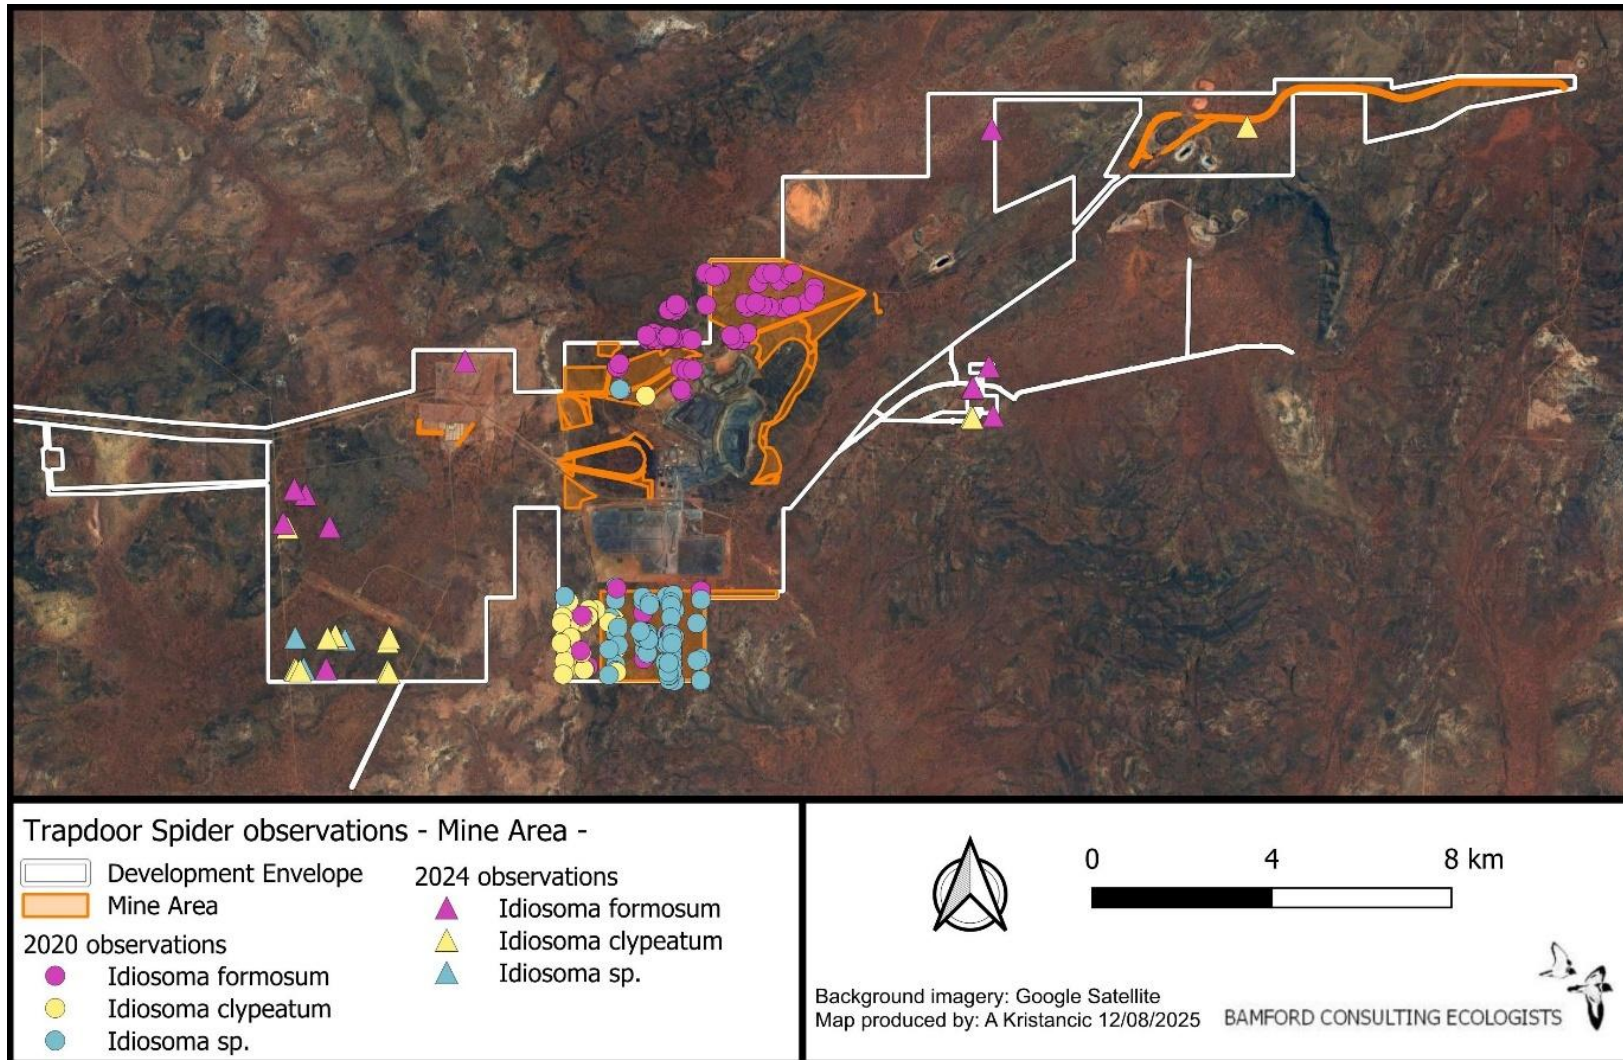 Trapdoor Spider observations - Mine Area -
Development Envelope
Mine Area
2020 observations
Idiosoma formosum
Idiosoma clypeatum
Idiosoma sp.
2024 observations
Idiosoma formosum
Idiosoma clypeatum
Idiosoma sp.
0 4 8 km
Background imagery: Google Satellite
Map produced by: A Kristancic 12/08/2025
BAMFORD CONSULTING ECOLOGISTS